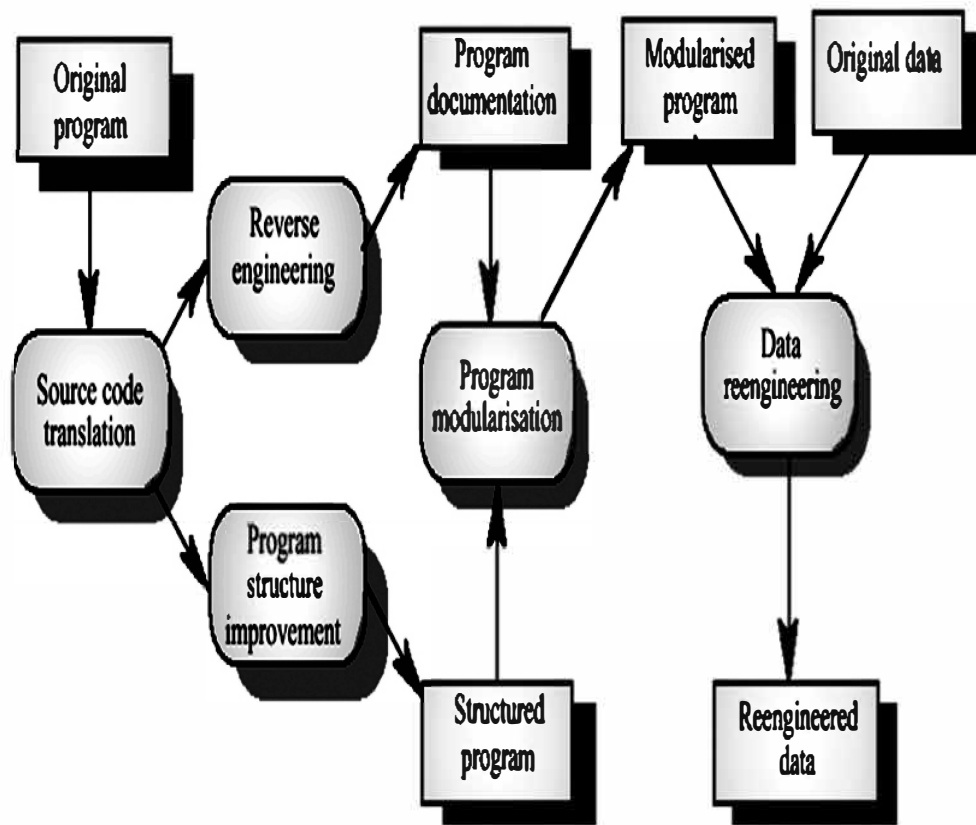 Original
program
Program
documentation
Modularised
program
Original data
Reverse
engineering
Source code
translation
Program
modularisation
Data
reengineering
Program
structure
improvement
Structured
program
Reengineered
data